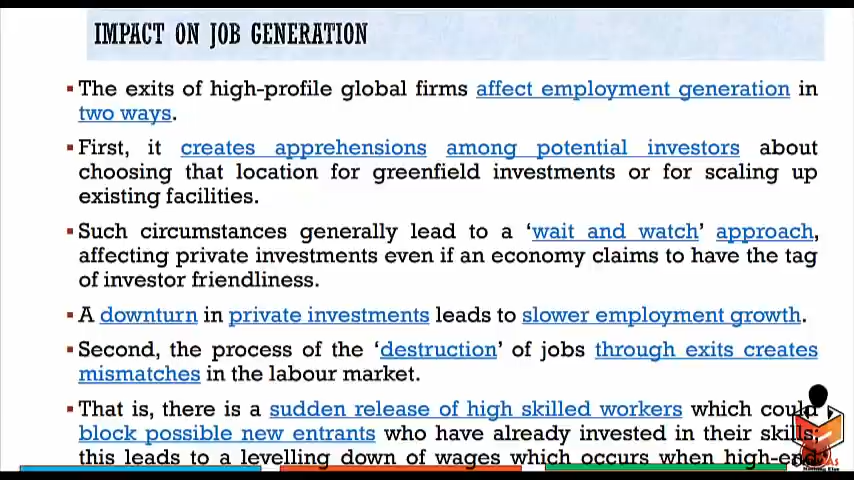 IMPACT ON JOB GENERATION
▪The exits of high-profile global firms affect employment generation in
two ways.
▪First, it creates apprehensions among potential investors about
choosing that location for greenfield investments or for scaling up
existing facilities.
▪Such circumstances generally lead to a ‘wait and watch’ approach,
affecting private investments even if an economy claims to have the tag
of investor friendliness.
▪A downturn in private investments leads to slower employment growth.
▪Second, the process of the ‘destruction’ of jobs through exits creates
mismatches in the labour market.
▪That is, there is a sudden release of high skilled workers which could
block possible new entrants who have already invested in their skills;
this leads to a levelling down of wages which occurs when high-end